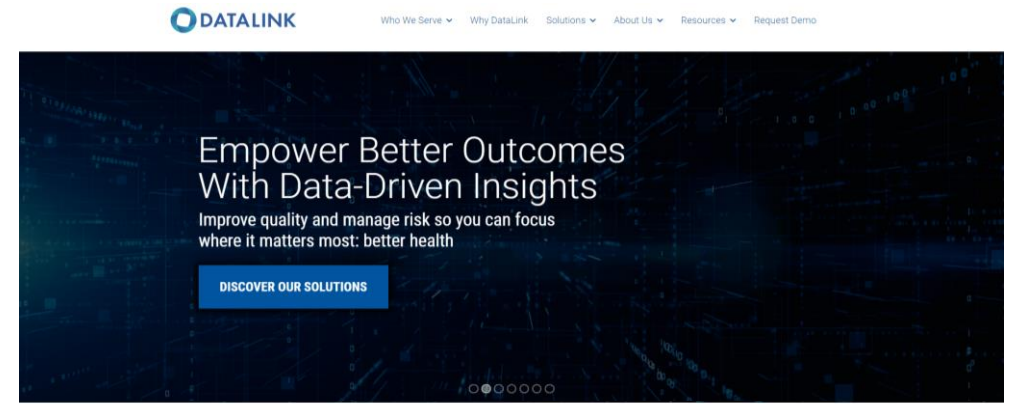 DATALINK
Who We Serve Why DataLink Solutions About Us Resources Request Demo
Empower Better Outcomes
With Data-Driven Insights
Improve quality and manage risk so you can focus
where it matters most: better health
DISCOVER OUR SOLUTIONS